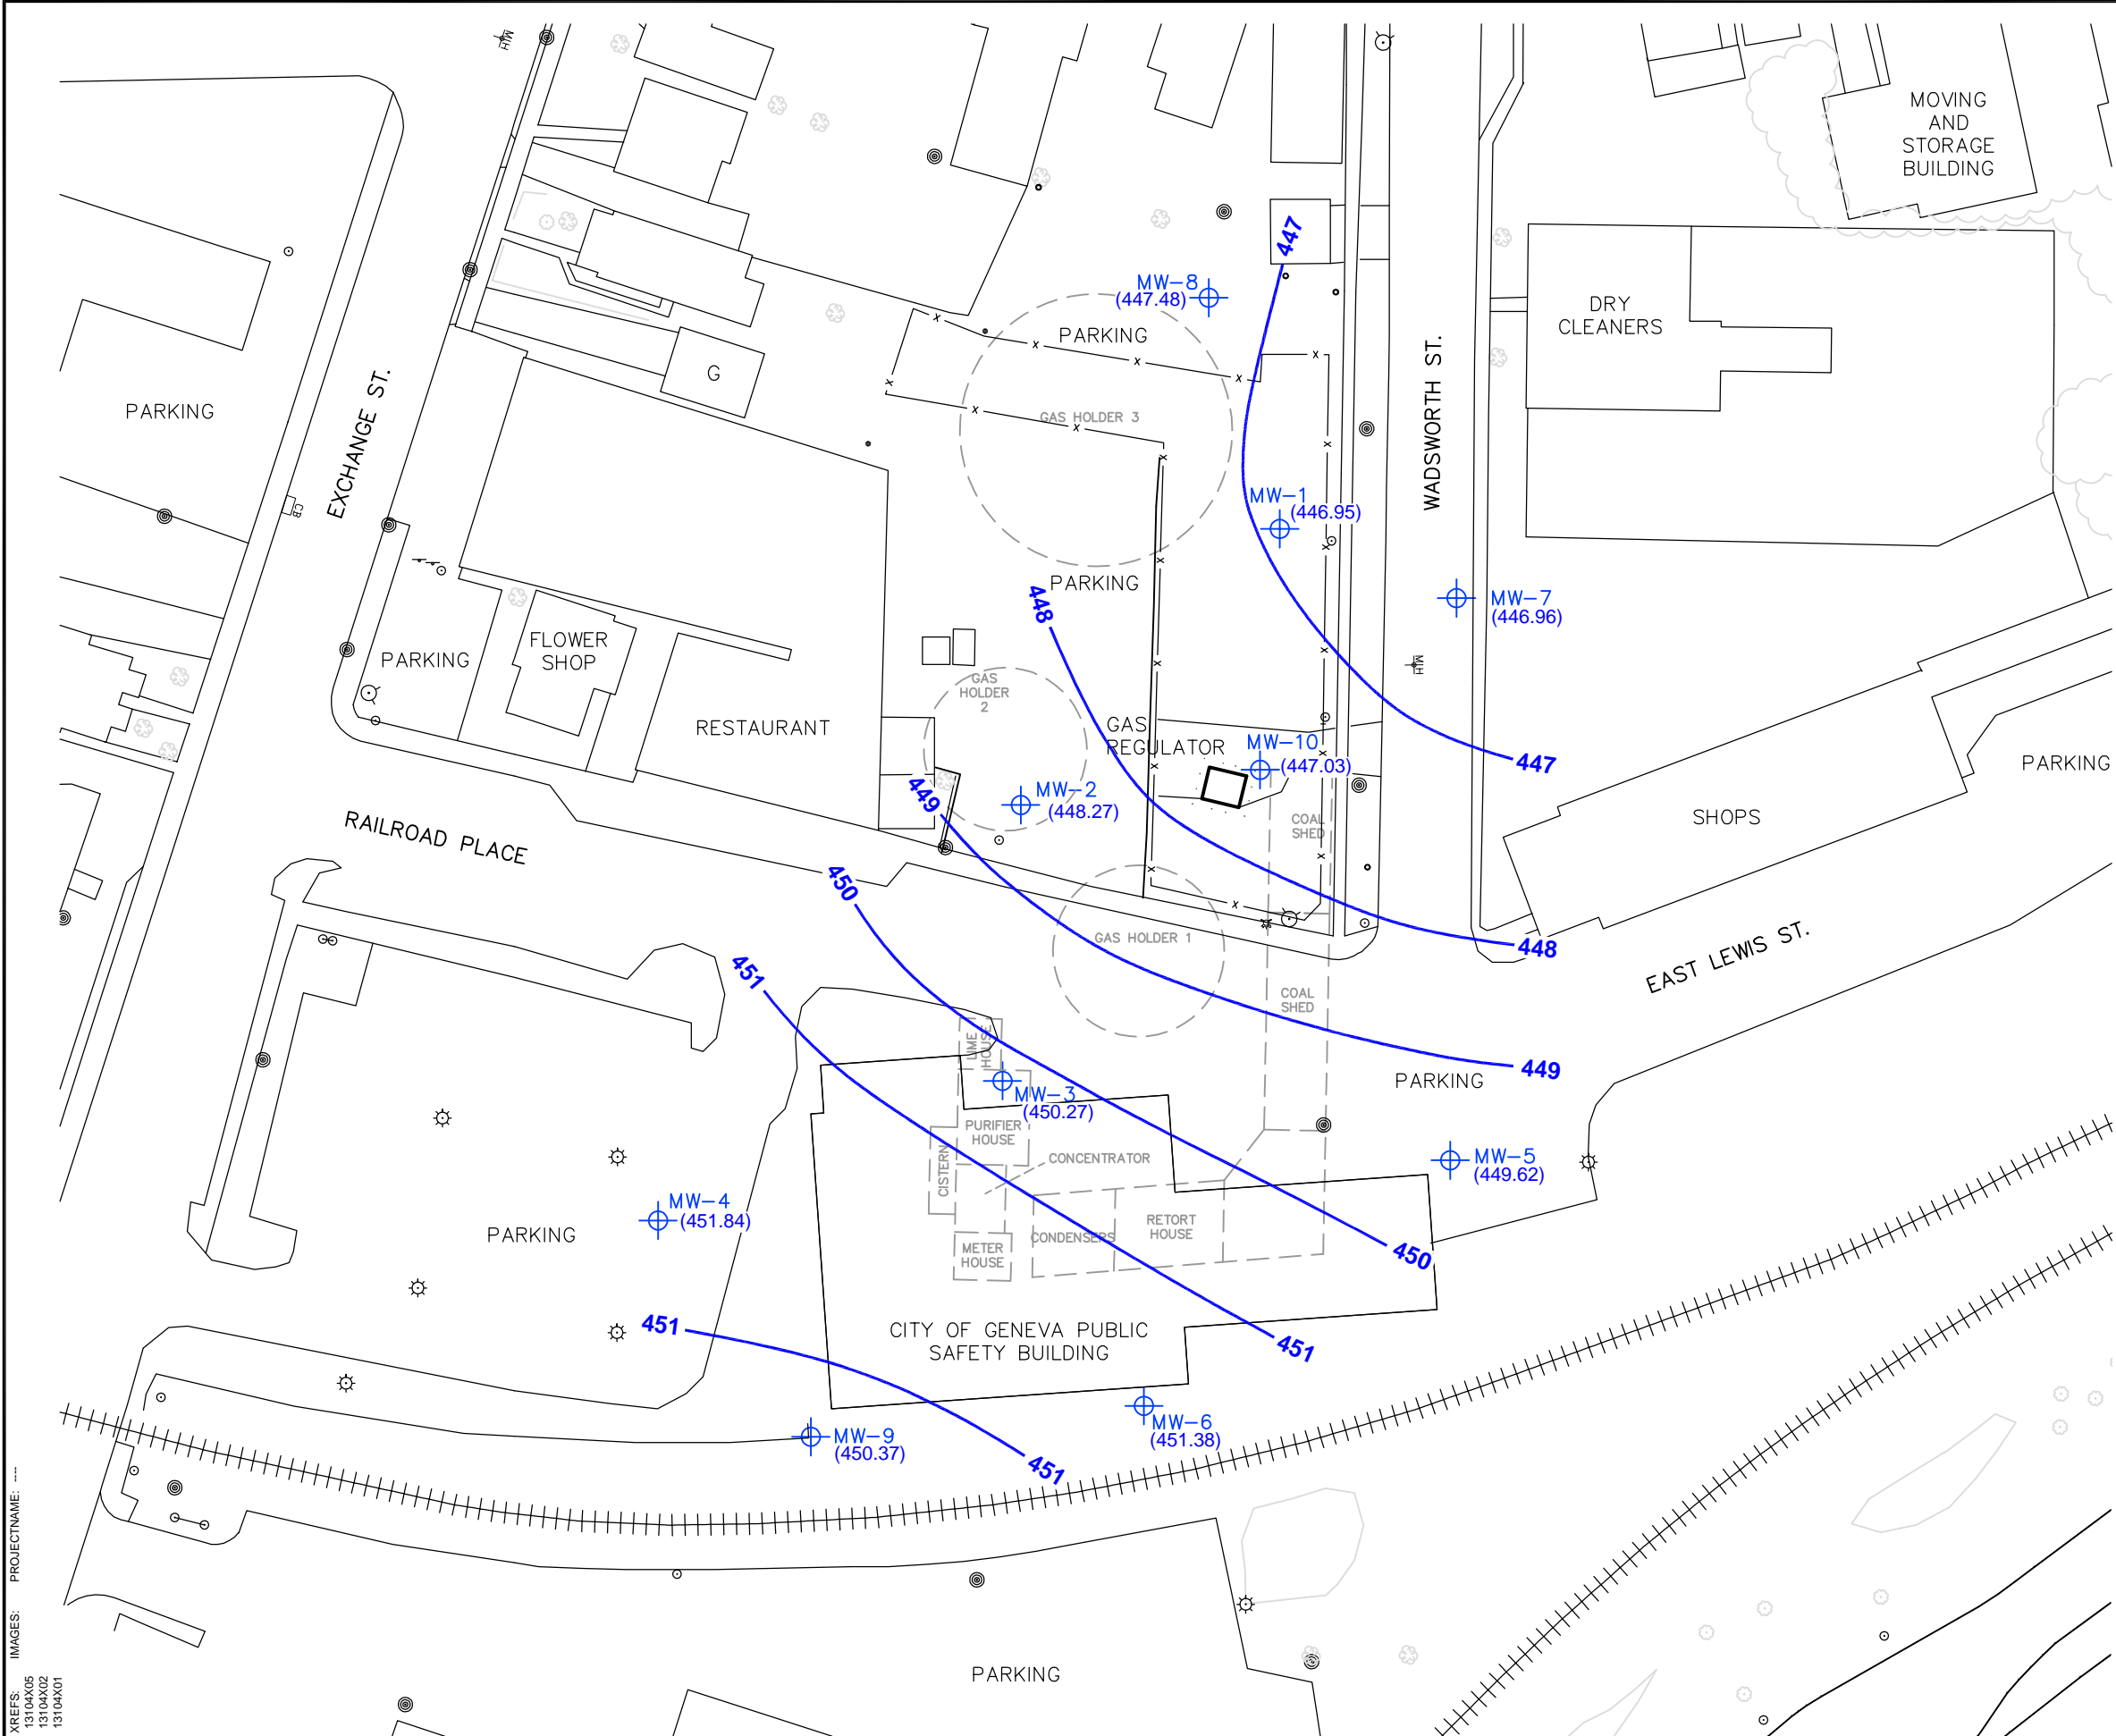 MH
MOVING
AND
STORAGE
BUILDING
447
MW-8
(447.48)
DRY
CLEANERS
PARKING
G
EXCHANGE ST.
WADSWORTH ST.
PARKING
GAS HOLDER 3
CB
MW-1
(446.95)
PARKING
448
MW-7
(446.96)
FLOWER
SHOP
PARKING
MH
GAS
HOLDER
2
RESTAURANT
GAS
REGULATOR
MW-10
(447.03)
447
PARKING
449
MW-2
(448.27)
COAL
SHED
SHOPS
RAILROAD PLACE
450
GAS HOLDER 1
448
EAST LEWIS ST.
451
COAL
SHED
LIME
HOUSE
449
PARKING
MW-3
(450.27)
PURIFIER
HOUSE
CISTERN
CONCENTRATOR
MW-5
(449.62)
MW-4
(451.84)
PARKING
RETORT
HOUSE
CONDENSERS
METER
HOUSE
450
451
CITY OF GENEVA PUBLIC
SAFETY BUILDING
451
MW-6
(451.38)
MW-9
(450.37)
451
PARKING
XREFS:
13104X05
13104X02
13104X01
IMAGES:
PROJECTNAME: ----